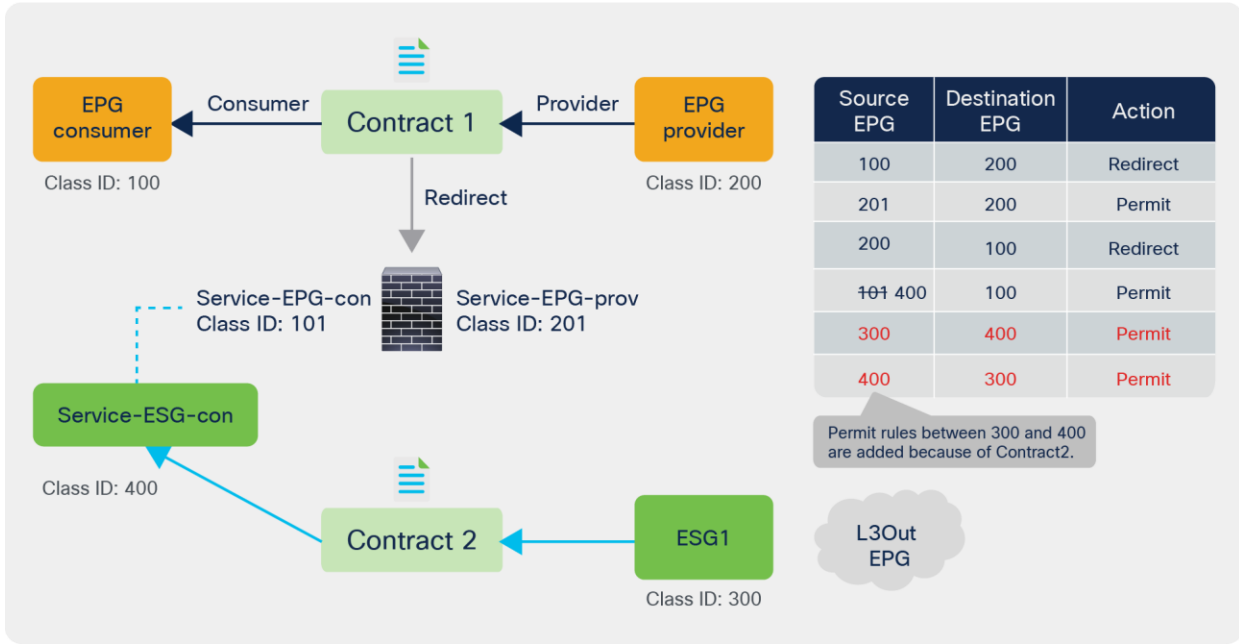 EPG
consumer
Consumer
Contract 1
Provider
EPG
provider
Class ID: 100
Class ID: 200
Redirect
Service-EPG-con
Class ID: 101
Service-EPG-prov
Class ID: 201
Service-ESG-con
Class ID: 400
Contract 2
ESG1
Class ID: 300
Source EPG Destination EPG Action
100 200 Redirect
201 200 Permit
200 100 Redirect
101 400 100 Permit
300 400 Permit
400 300 Permit
Permit rules between 300 and 400
are added because of Contract2.
L3Out
EPG